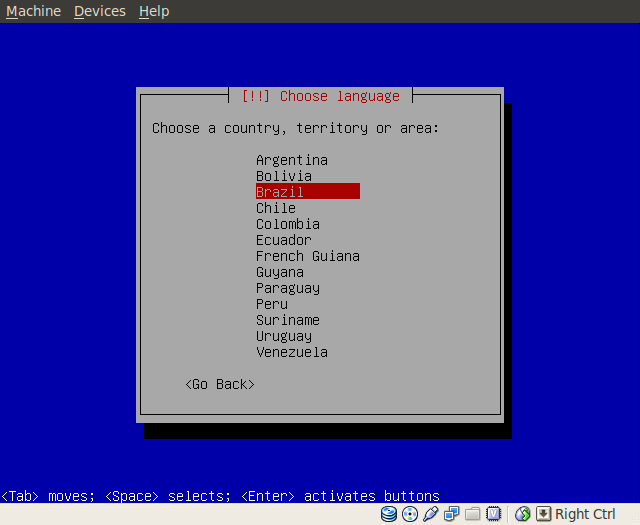 Machine Devices Help
[!!] Choose language
Choose a country, territory or area:
Argentina
Bolivia
Brazil
Chile
Colombia
Ecuador
French Guiana
Guyana
Paraguay
Peru
Suriname
Uruguay
Venezuela
<Go Back>
<Tab> moves; <Space> selects; <Enter> activates buttons
Right Ctrl